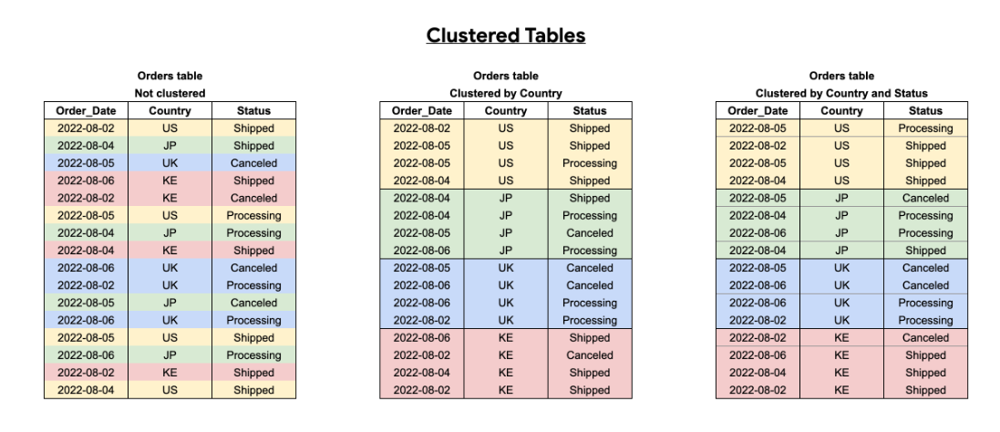 Clustered Tables
Orders table
Not clustered
Order_Date Country Status
2022-08-02 US Shipped
2022-08-04 JP Shipped
2022-08-05 UK Canceled
2022-08-06 KE Shipped
2022-08-02 KE Canceled
2022-08-05 US Processing
2022-08-04 JP Processing
2022-08-04 KE Shipped
2022-08-06 UK Canceled
2022-08-02 UK Processing
2022-08-05 JP Canceled
2022-08-06 UK Processing
2022-08-05 US Shipped
2022-08-06 JP Processing
2022-08-02 KE Shipped
2022-08-04 US Shipped
Orders table
Clustered by Country
Order_Date Country Status
2022-08-02 US Shipped
2022-08-05 US Shipped
2022-08-05 US Processing
2022-08-04 US Shipped
2022-08-04 JP Shipped
2022-08-04 JP Processing
2022-08-05 JP Canceled
2022-08-06 JP Processing
2022-08-05 UK Canceled
2022-08-06 UK Canceled
2022-08-06 UK Processing
2022-08-02 UK Processing
2022-08-06 KE Shipped
2022-08-02 KE Canceled
2022-08-04 KE Shipped
2022-08-02 KE Shipped
Orders table
Clustered by Country and Status
Order_Date Country Status
2022-08-05 US Processing
2022-08-02 US Shipped
2022-08-05 US Shipped
2022-08-04 US Shipped
2022-08-05 JP Canceled
2022-08-04 JP Processing
2022-08-06 JP Processing
2022-08-04 JP Shipped
2022-08-05 UK Canceled
2022-08-06 UK Canceled
2022-08-06 UK Processing
2022-08-02 UK Processing
2022-08-02 KE Canceled
2022-08-06 KE Shipped
2022-08-04 KE Shipped
2022-08-02 KE Shipped